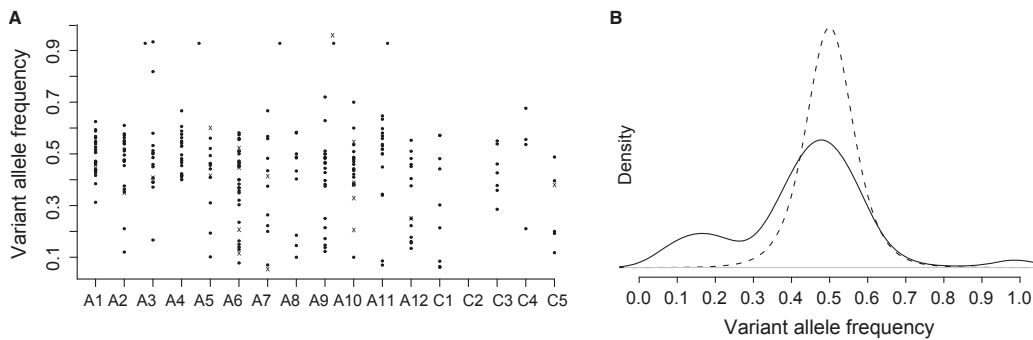 A
Variant allele frequency
0.9
0.7
0.5
0.3
0.1
A1 A2 A3 A4 A5 A6 A7 A8 A9 A10 A11 A12 C1 C2 C3 C4 C5
B
Density
0.0 0.1 0.2 0.3 0.4 0.5 0.6 0.7 0.8 0.9 1.0
Variant allele frequency